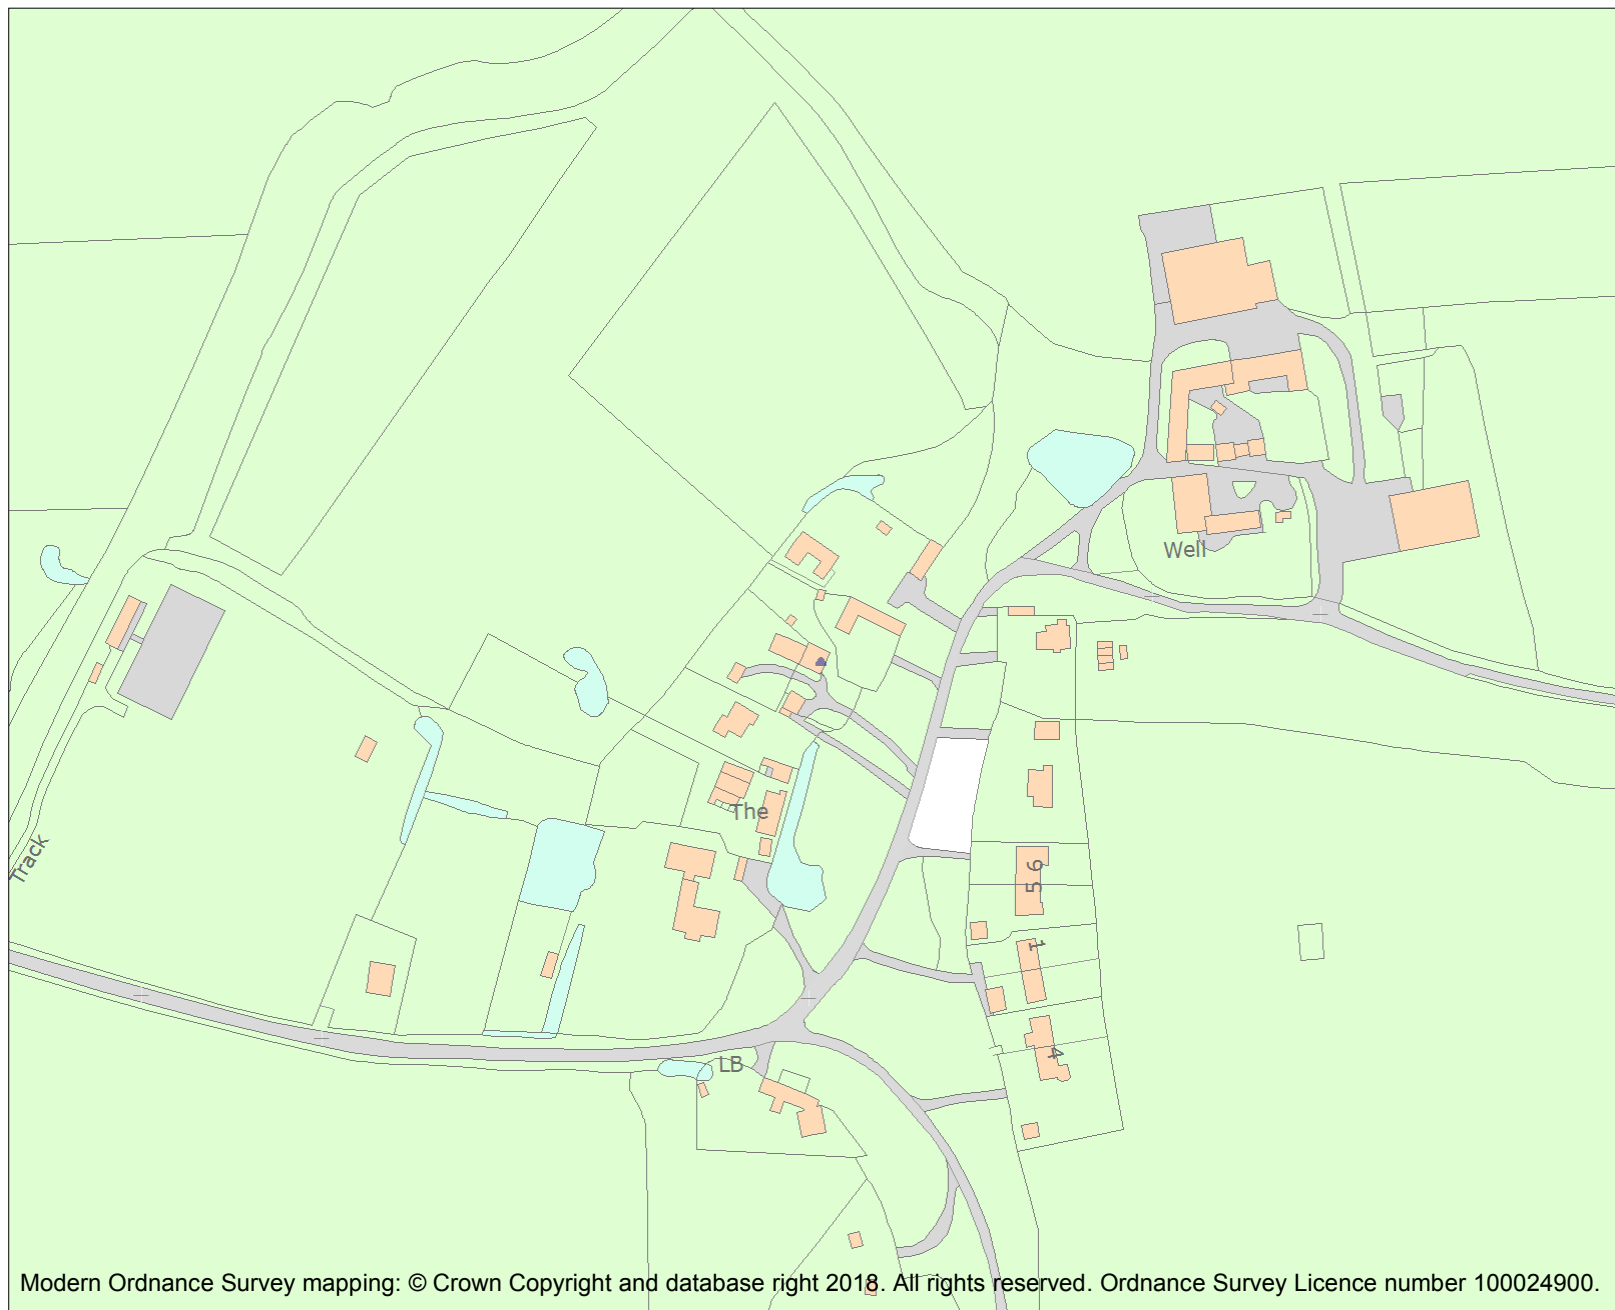 Well
The
Track
6
5
1
LB
4
Modern Ordnance Survey mapping: © Crown Copyright and database right 2018. All rights reserved. Ordnance Survey Licence number 100024900.